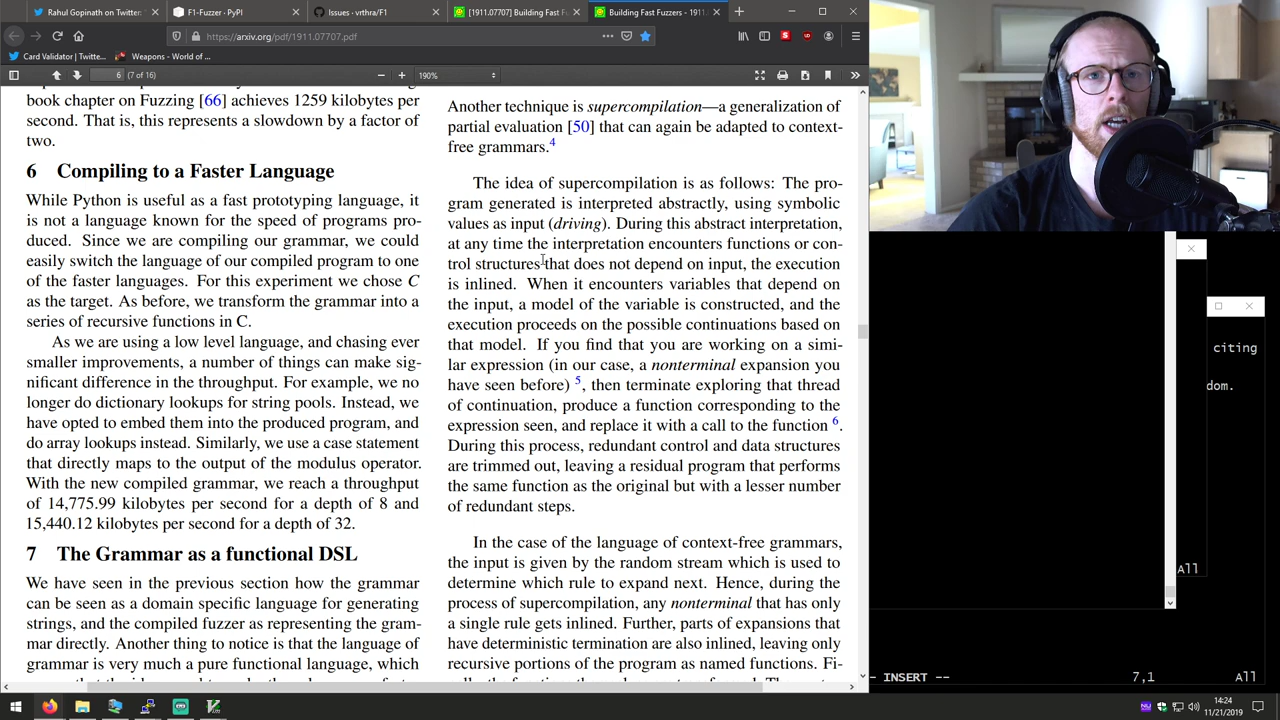 Rahul Gopinath on Twitter: "
F1-Fuzzer · PyPI
Issues · vrthra/F1
[1911.07707] Building Fast F
Building Fast Fuzzers - 1911.
https://arxiv.org/pdf/1911.07707.pdf
Card Validator | Twitte...
Weapons - World of ...
6
(7 of 16)
190%
book chapter on Fuzzing [66] achieves 1259 kilobytes per
second. That is, this represents a slowdown by a factor of
two.
6 Compiling to a Faster Language
While Python is useful as a fast prototyping language, it
is not a language known for the speed of programs pro-
duced. Since we are compiling our grammar, we could
easily switch the language of our compiled program to one
of the faster languages. For this experiment we chose C
as the target. As before, we transform the grammar into a
series of recursive functions in C.
As we are using a low level language, and chasing ever
smaller improvements, a number of things can make sig-
nificant difference in the throughput. For example, we no
longer do dictionary lookups for string pools. Instead, we
have opted to embed them into the produced program, and
do array lookups instead. Similarly, we use a case statement
that directly maps to the output of the modulus operator.
With the new compiled grammar, we reach a throughput
of 14,775.99 kilobytes per second for a depth of 8 and
15,440.12 kilobytes per second for a depth of 32.
7 The Grammar as a functional DSL
We have seen in the previous section how the grammar
can be seen as a domain specific language for generating
strings, and the compiled fuzzer as representing the gram-
mar directly. Another thing to notice is that the language of
grammar is very much a pure functional language, which
Another technique is supercompilation—a generalization of
partial evaluation [50] that can again be adapted to context-
free grammars.4
The idea of supercompilation is as follows: The pro-
gram generated is interpreted abstractly, using symbolic
values as input (driving). During this abstract interpretation,
at any time the interpretation encounters functions or con-
trol structures that does not depend on input, the execution
is inlined. When it encounters variables that depend on
the input, a model of the variable is constructed, and the
execution proceeds on the possible continuations based on
that model. If you find that you are working on a simi-
lar expression (in our case, a nonterminal expansion you
have seen before) 5, then terminate exploring that thread
of continuation, produce a function corresponding to the
expression seen, and replace it with a call to the function 6.
During this process, redundant control and data structures
are trimmed out, leaving a residual program that performs
the same function as the original but with a lesser number
of redundant steps.
In the case of the language of context-free grammars,
the input is given by the random stream which is used to
determine which rule to expand next. Hence, during the
process of supercompilation, any nonterminal that has only
a single rule gets inlined. Further, parts of expansions that
have deterministic termination are also inlined, leaving only
recursive portions of the program as named functions. Fi-
citing
dom.
All
- INSERT --
7,1
All
14:24
11/21/2019